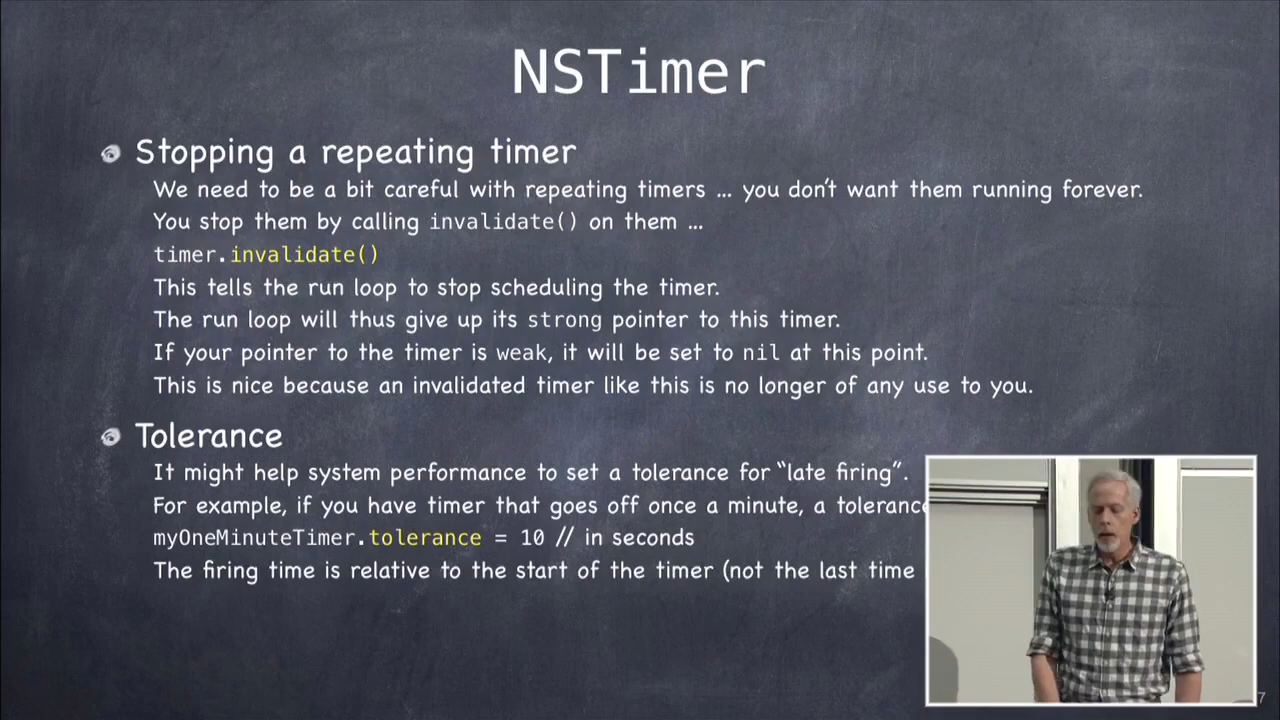 NSTimer
Stopping a repeating timer
We need to be a bit careful with repeating timers ... you don't want them running forever.
You stop them by calling invalidate() on them ...
timer.invalidate()
This tells the run loop to stop scheduling the timer.
The run loop will thus give up its strong pointer to this timer.
If your pointer to the timer is weak, it will be set to nil at this point.
This is nice because an invalidated timer like this is no longer of any use to you.
Tolerance
It might help system performance to set a tolerance for “late firing”.
For example, if you have timer that goes off once a minute, a tolerance
myOneMinuteTimer.tolerance = 10 // in seconds
The firing time is relative to the start of the timer (not the last time
7